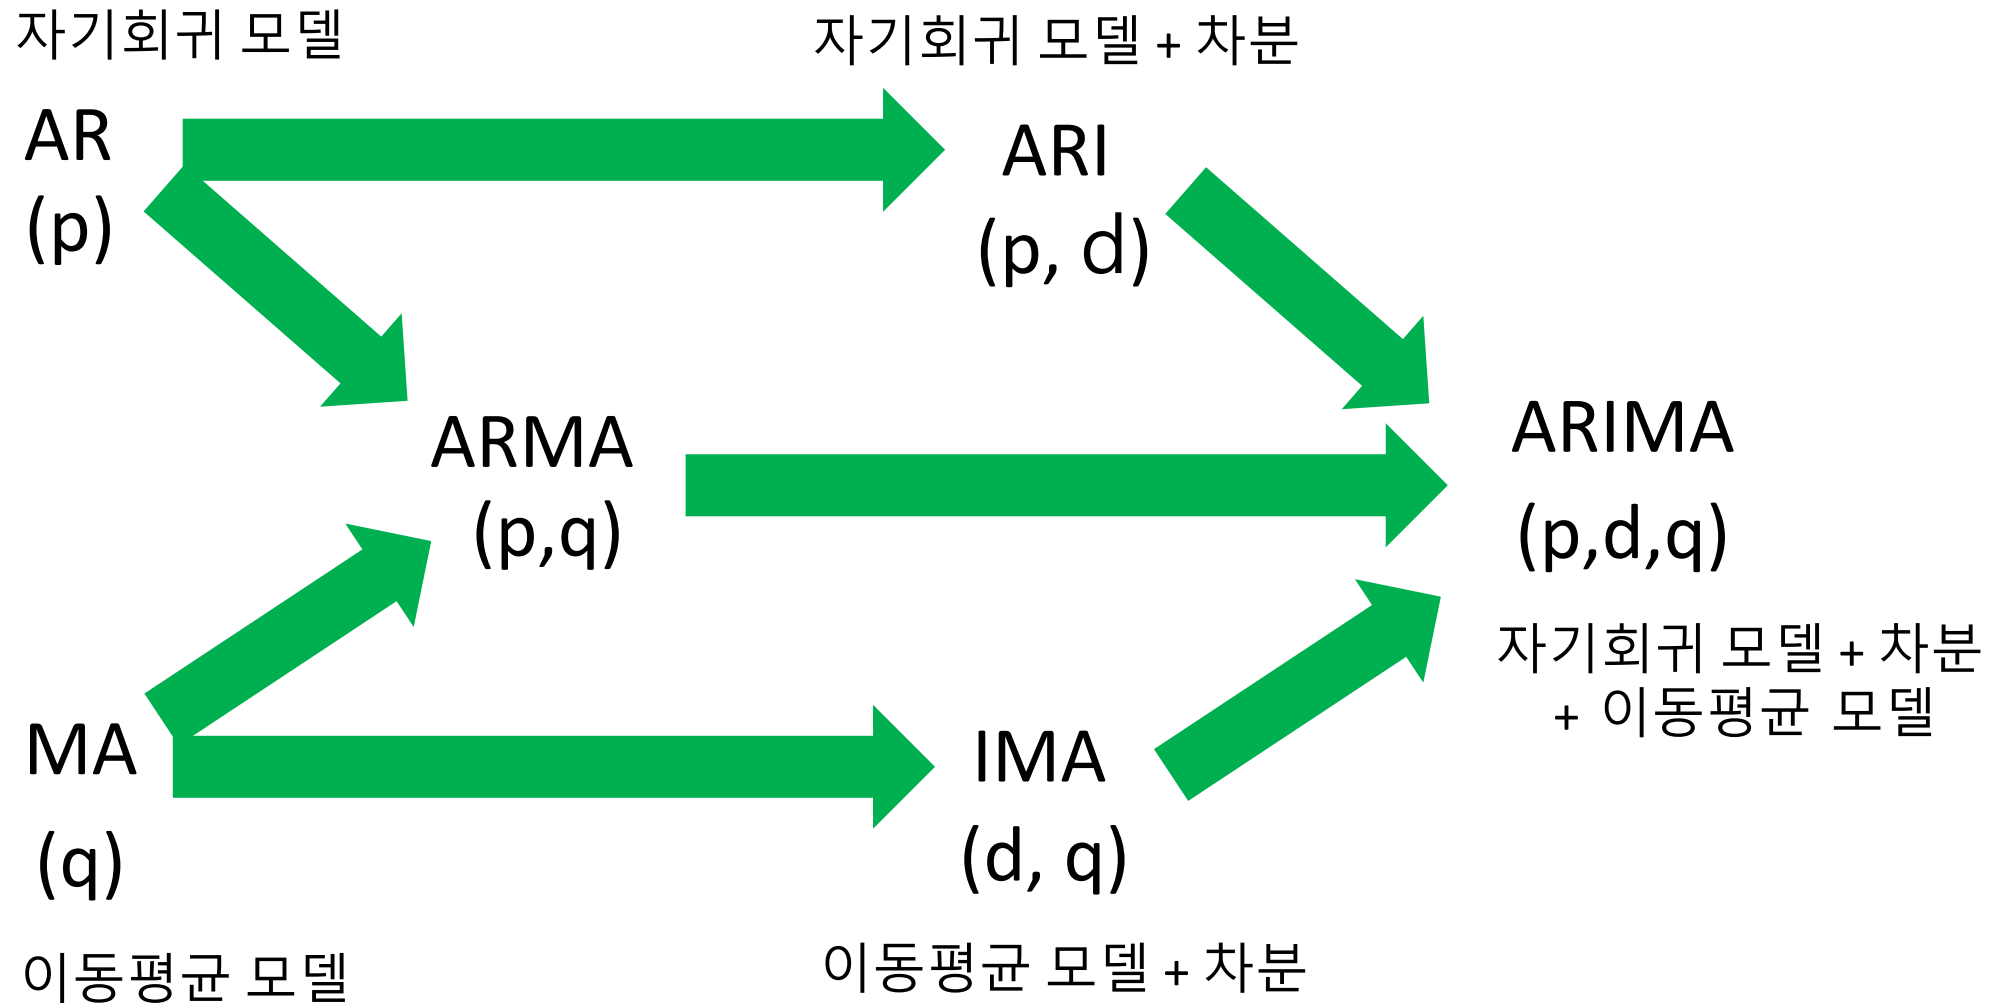 자기회귀 모델
자기회귀 모델 + 차분
AR
(p)
ARI
(p, d)
ARMA
(p,q)
ARIMA
(p,d,q)
자기회귀 모델 + 차분
+ 이동평균 모델
MA
(q)
이동평균 모델
IMA
(d, q)
이동평균 모델 + 차분